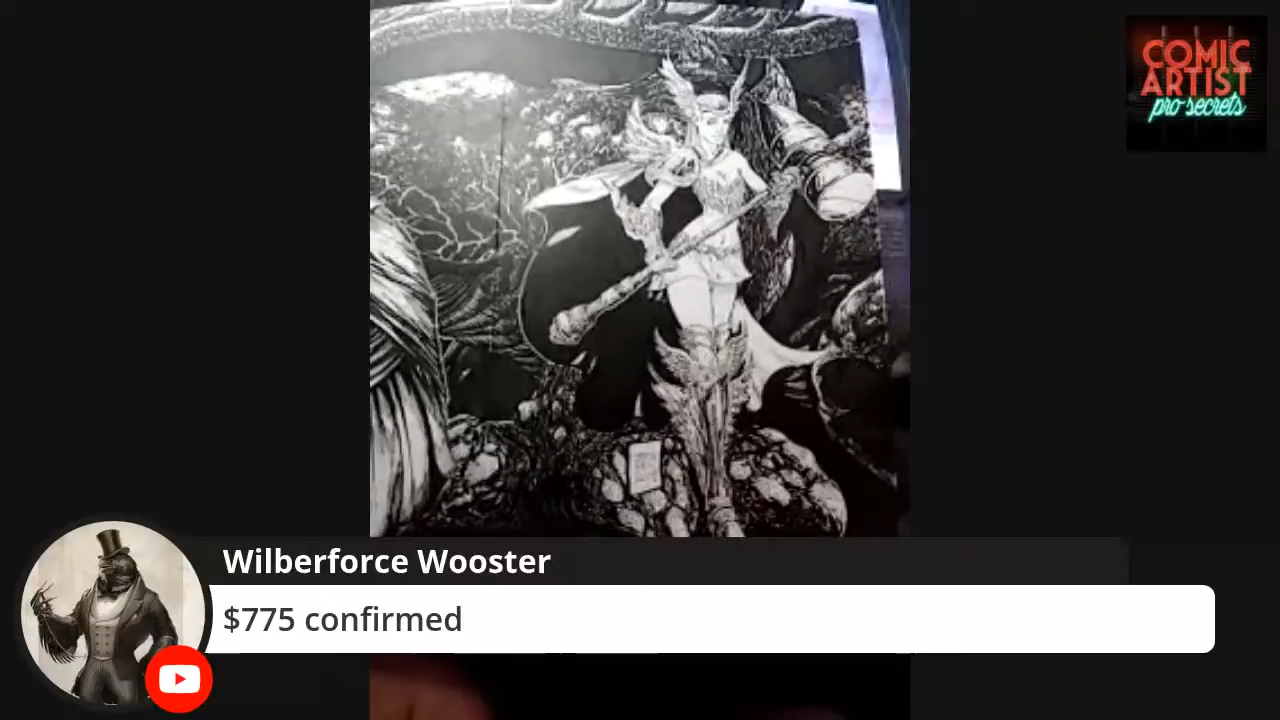 COMIC
ARTIST
pro secrets
Wilberforce Wooster
$775 confirmed